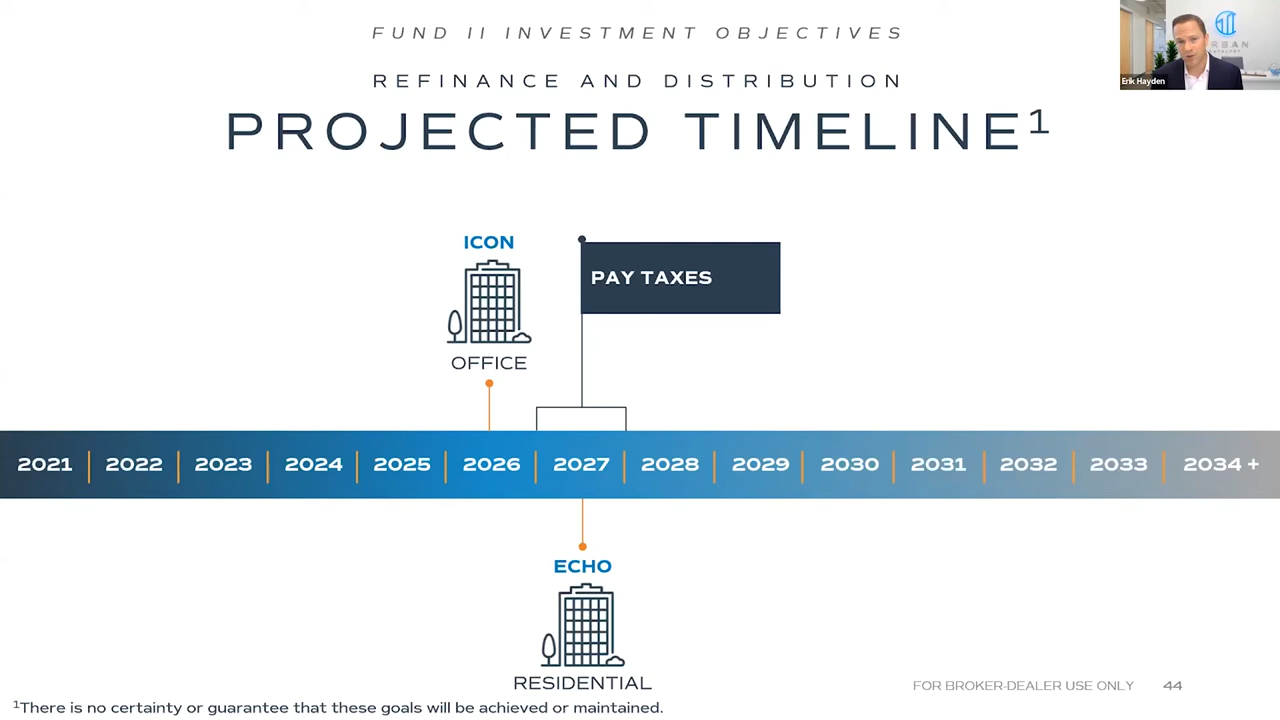 FUND II INVESTMENT OBJECTIVES
REFINANCE AND DISTRIBUTION
PROJECTED TIMELINE¹
Erik Hayden
ICON
OFFICE
PAY TAXES
2021 | 2022 | 2023 | 2024 | 2025 | 2026 | 2027 | 2028 | 2029 | 2030 | 2031 | 2032 | 2033 | 2034 +
ECHO
RESIDENTIAL
FOR BROKER-DEALER USE ONLY 44
¹There is no certainty or guarantee that these goals will be achieved or maintained.